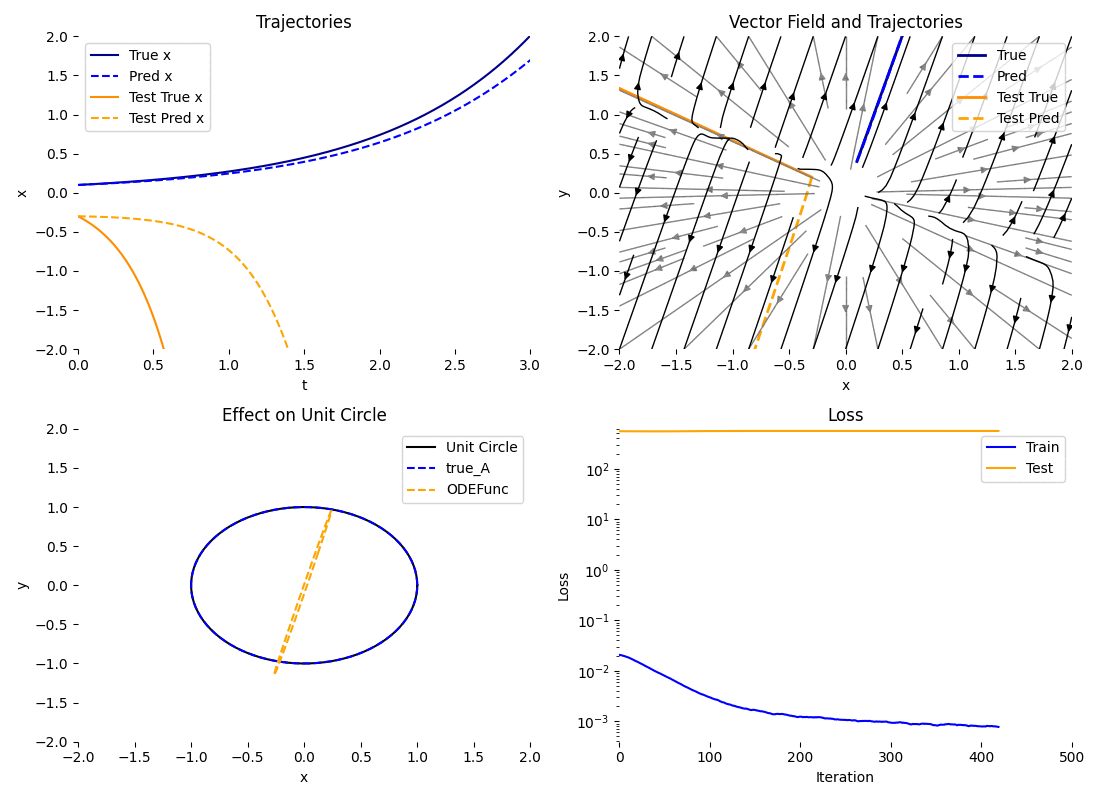 Trajectories
True x
Pred x
Test True x
Test Pred x
2.0
1.5
1.0
0.5
0.0
−0.5
−1.0
−1.5
−2.0
x
0.0
0.5
1.0
1.5
2.0
2.5
3.0
t
Vector Field and Trajectories
True
Pred
Test True
Test Pred
2.0
1.5
1.0
0.5
0.0
−0.5
−1.0
−1.5
−2.0
y
−2.0
−1.5
−1.0
−0.5
0.0
0.5
1.0
1.5
2.0
x
Effect on Unit Circle
Unit Circle
true_A
ODEFunc
2.0
1.5
1.0
0.5
0.0
−0.5
−1.0
−1.5
−2.0
y
−2.0
−1.5
−1.0
−0.5
0.0
0.5
1.0
1.5
2.0
x
Loss
Train
Test
10²
10¹
10⁰
10⁻¹
10⁻²
10⁻³
Loss
0
100
200
300
400
500
Iteration